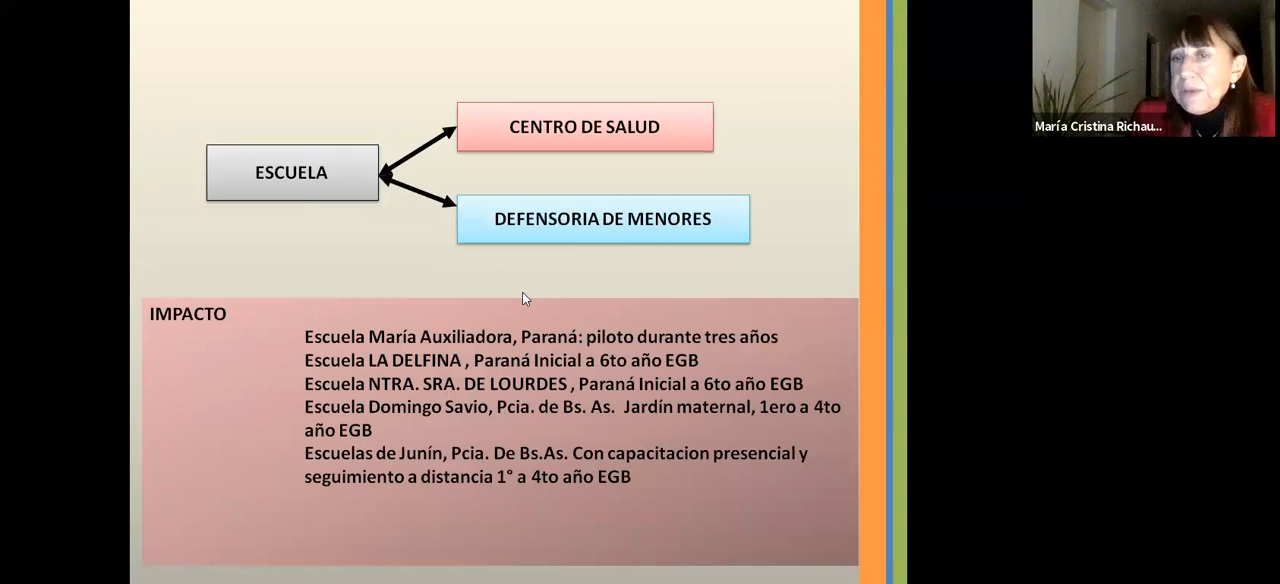 CENTRO DE SALUD
ESCUELA
DEFENSORIA DE MENORES
IMPACTO
Escuela María Auxiliadora, Paraná: piloto durante tres años
Escuela LA DELFINA , Paraná Inicial a 6to año EGB
Escuela NTRA. SRA. DE LOURDES , Paraná Inicial a 6to año EGB
Escuela Domingo Savio, Pcia. de Bs. As. Jardín maternal, 1ero a 4to
año EGB
Escuelas de Junín, Pcia. De Bs.As. Con capacitacion presencial y
seguimiento a distancia 1° a 4to año EGB
María Cristina Richau...